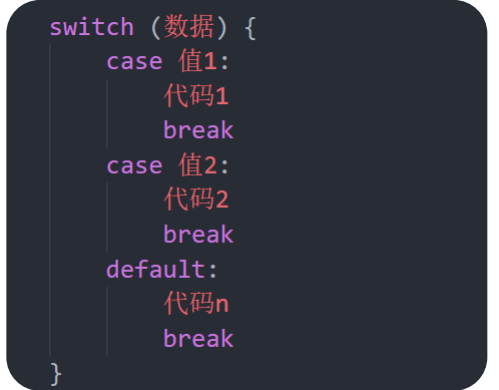 switch (数据) {
    case 值1:
        代码1
        break
    case 值2:
        代码2
        break
    default:
        代码n
        break
}